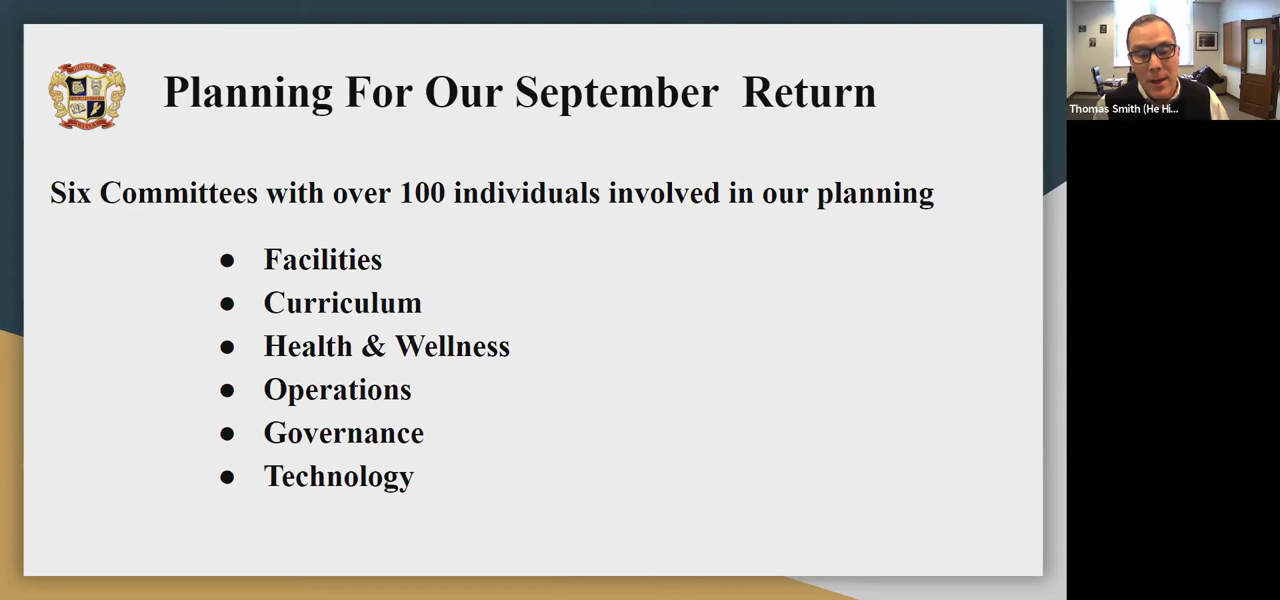 Planning For Our September Return
Thomas Smith (He Hi...
Six Committees with over 100 individuals involved in our planning
● Facilities
● Curriculum
● Health & Wellness
● Operations
● Governance
● Technology